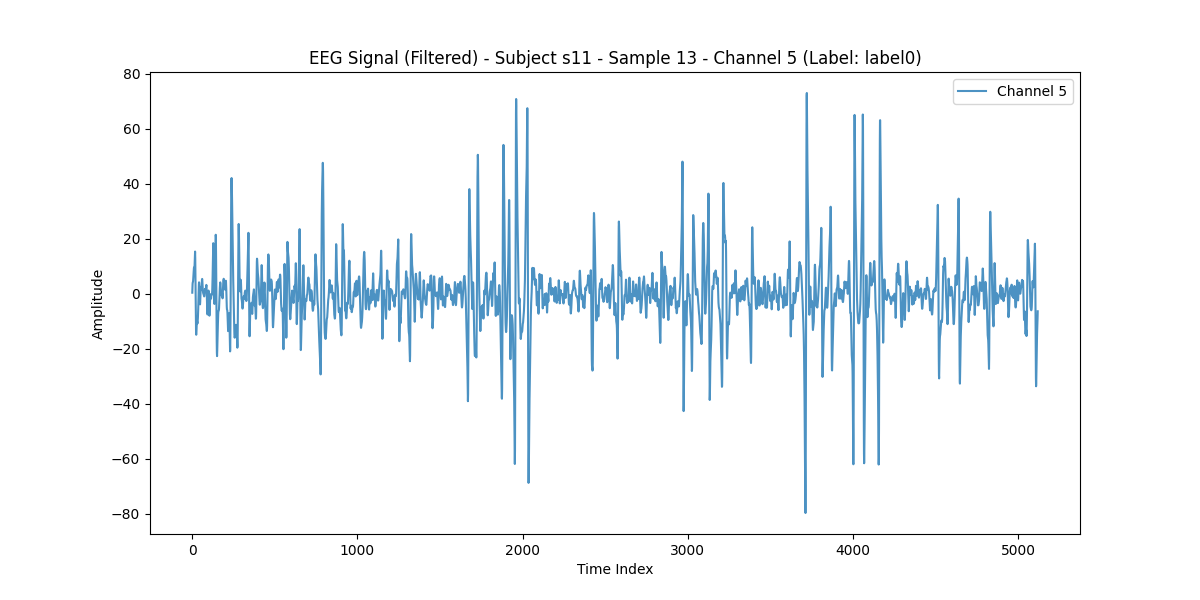 EEG Signal (Filtered) - Subject s11 - Sample 13 - Channel 5 (Label: label0)
Channel 5
80
60
40
20
0
−20
−40
−60
−80
Amplitude
0 1000 2000 3000 4000 5000
Time Index